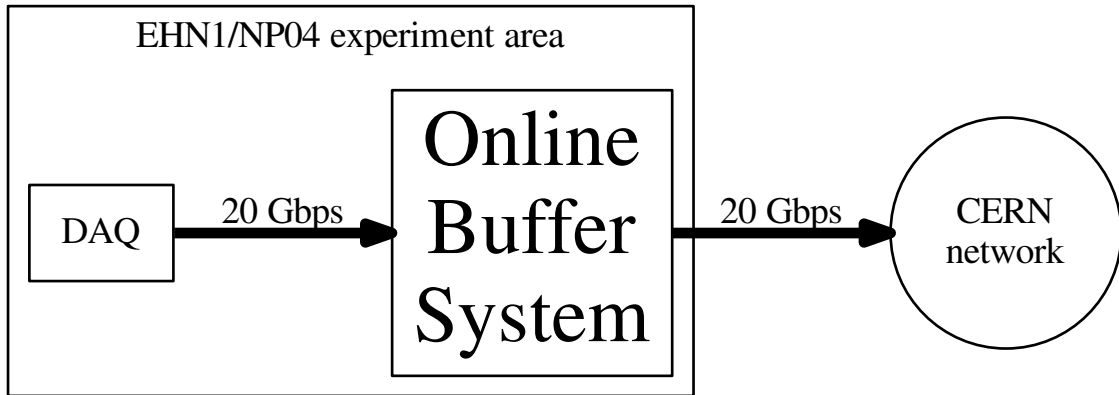 EHN1/NP04 experiment area
DAQ
20 Gbps
Online
Buffer
System
20 Gbps
CERN
network